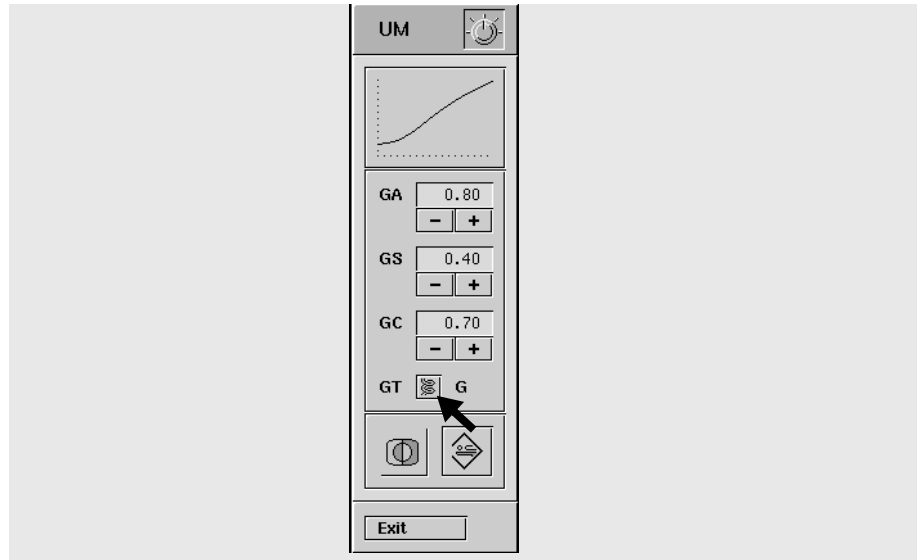 UM
GA 0.80
- +
GS 0.40
- +
GC 0.70
- +
GT G
Exit